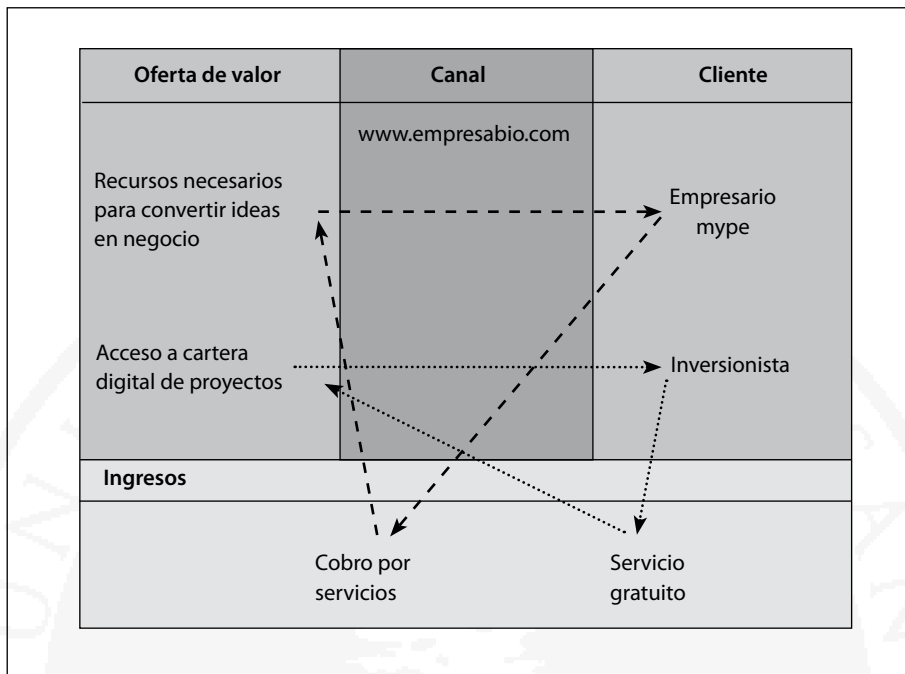 Oferta de valor
Canal
Cliente
www.empresabio.com
Recursos necesarios
para convertir ideas
en negocio
Empresario
mype
Acceso a cartera
digital de proyectos
Inversionista
Ingresos
Cobro por
servicios
Servicio
gratuito